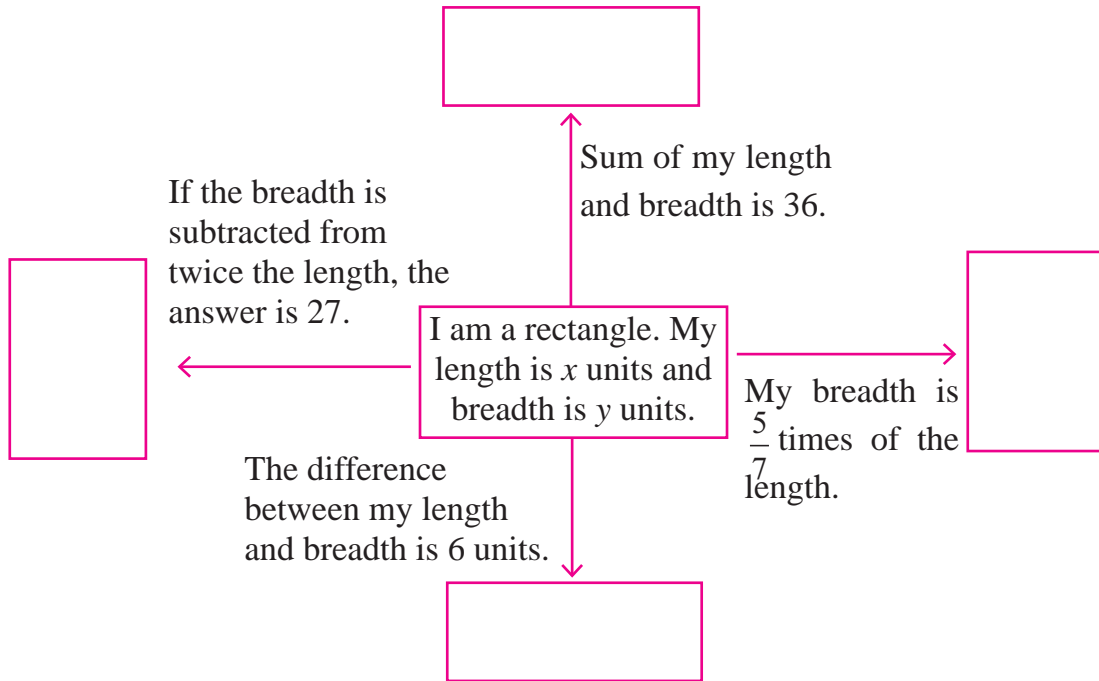 Sum of my length
and breadth is 36.
If the breadth is
subtracted from
twice the length, the
answer is 27.
I am a rectangle. My
length is x units and
breadth is y units.
My breadth is
5/7 times of the
length.
The difference
between my length
and breadth is 6 units.